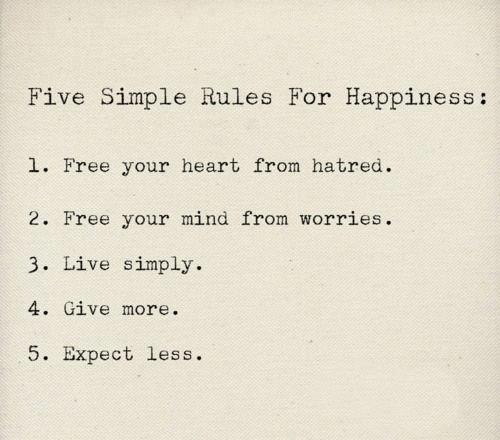 Five Simple Rules For Happiness:
1. Free your heart from hatred.
2. Free your mind from worries.
3. Live simply.
4. Give more.
5. Expect less.